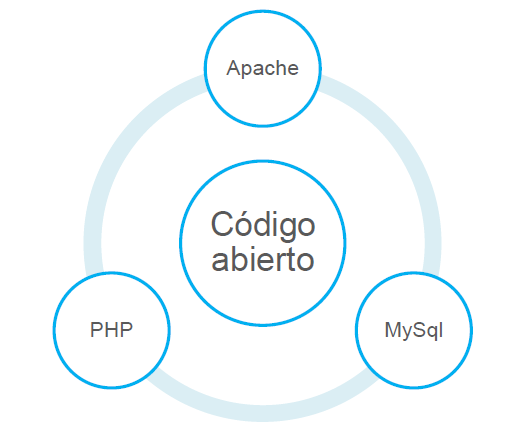 Apache
Código
abierto
PHP
MySql